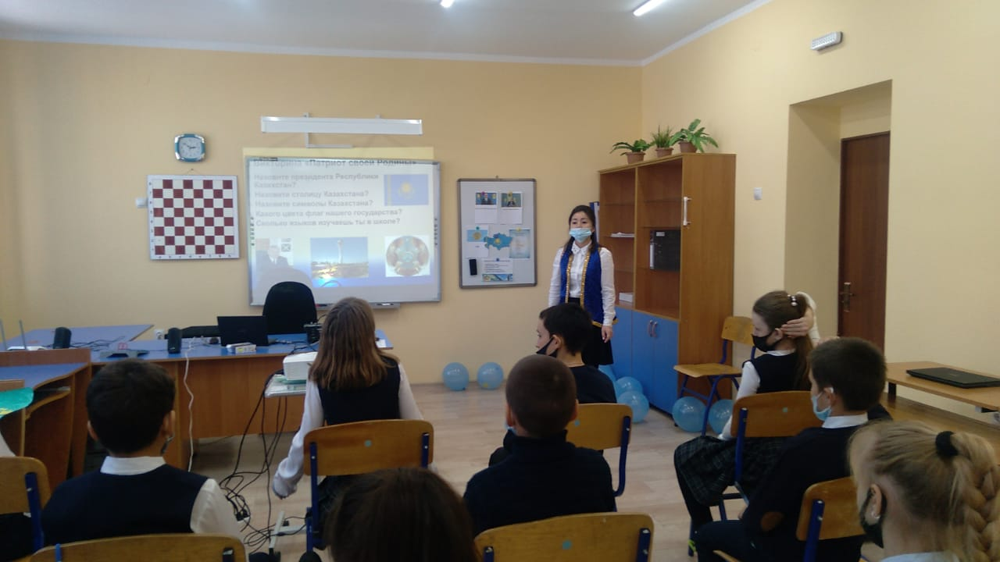 Викторина «Патриот своей Родины»
Назовите президента Республики
Казахстан?
Назовите столицу Казахстана?
Назовите символы Казахстана?
Какого цвета флаг нашего государства?
Сколько языков изучаешь ты в школе?